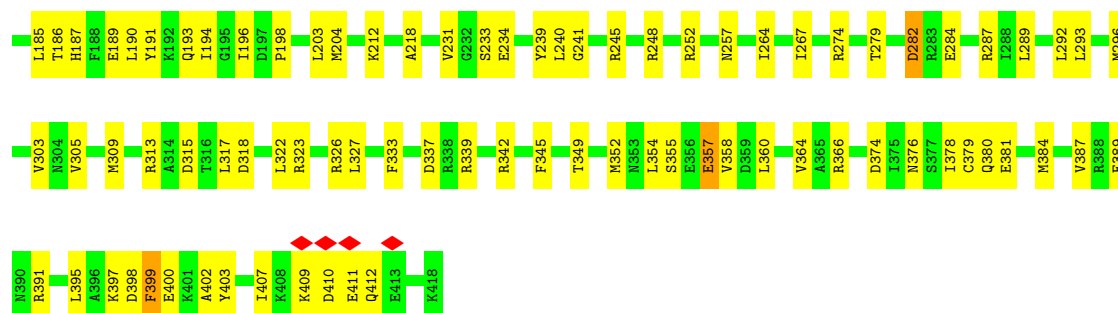 L185 T186 H187 F188 E189 L190 Y191 K192 Q193 I194 G195 I196 D197 P198 L203 M204 K212 A218 V231 G232 S233 E234 Y239 L240 G241 R245 R248 R252 N257 I264 I267 R274 T279 D282 R283 E284 R287 I288 L289 L292 L293 M296
V303 N304 V305 M309 R313 A314 D315 T316 L317 D318 L322 R323 R326 L327 F333 D337 R338 R339 R342 F345 T349 M352 N353 L354 S355 E356 E357 V358 D359 L360 V364 A365 R366 D374 I375 N376 S377 I378 C379 Q380 E381 M384 V387 R388 E389
N390 R391 L395 A396 K397 D398 F399 E400 K401 A402 Y403 I407 K408 K409 D410 E411 Q412 E413 K418